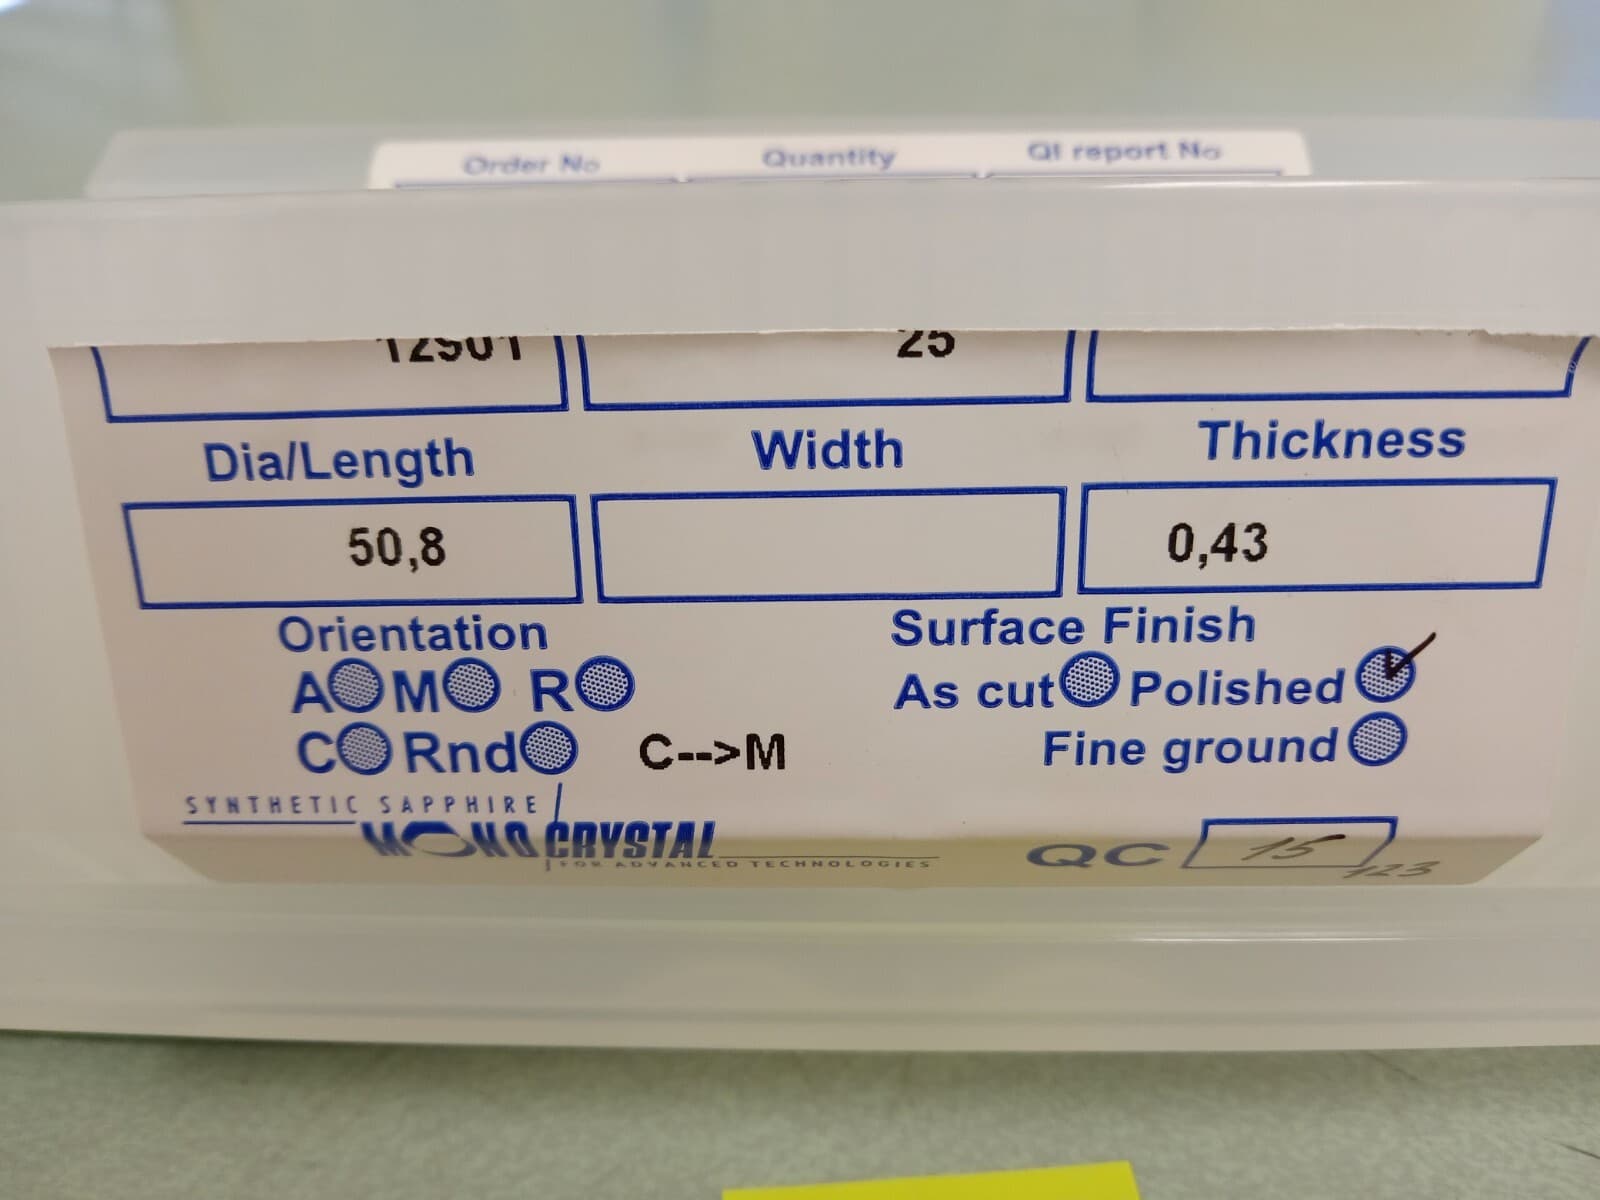 Order No Quantity QI report No
12901 25
Dia/Length Width Thickness
50,8 0,43
Orientation Surface Finish
A M R As cut Polished
C Rnd C-->M Fine ground
SYNTHETIC SAPPHIRE
MONOCRYSTAL
FOR ADVANCED TECHNOLOGIES
QC 15
123